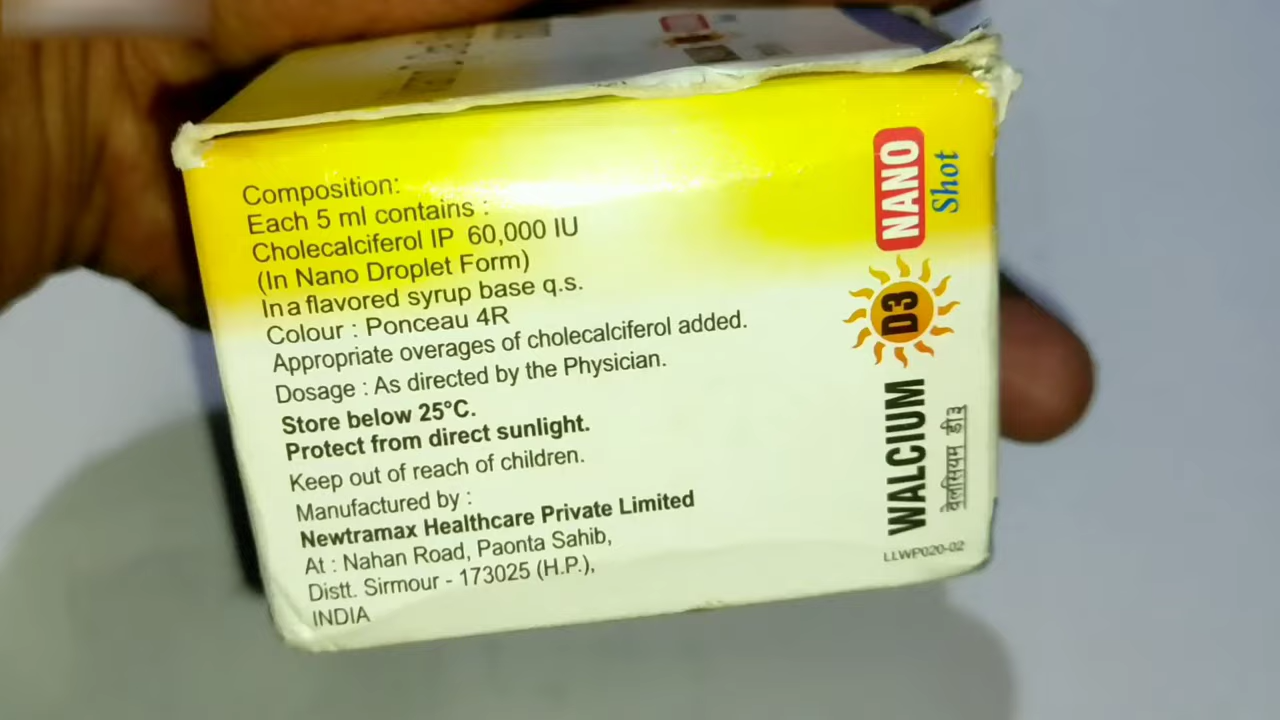 Composition:
Each 5 ml contains :
Cholecalciferol IP 60,000 IU
(In Nano Droplet Form)
In a flavored syrup base q.s.
Colour : Ponceau 4R
Appropriate overages of cholecalciferol added.
Dosage : As directed by the Physician.
Store below 25°C.
Protect from direct sunlight.
Keep out of reach of children.
Manufactured by :
Newtramax Healthcare Private Limited
At : Nahan Road, Paonta Sahib,
Distt. Sirmour - 173025 (H.P.),
INDIA
WALCIUM D3 NANO
Shot
वेलसियम डी३
LLWP020-02